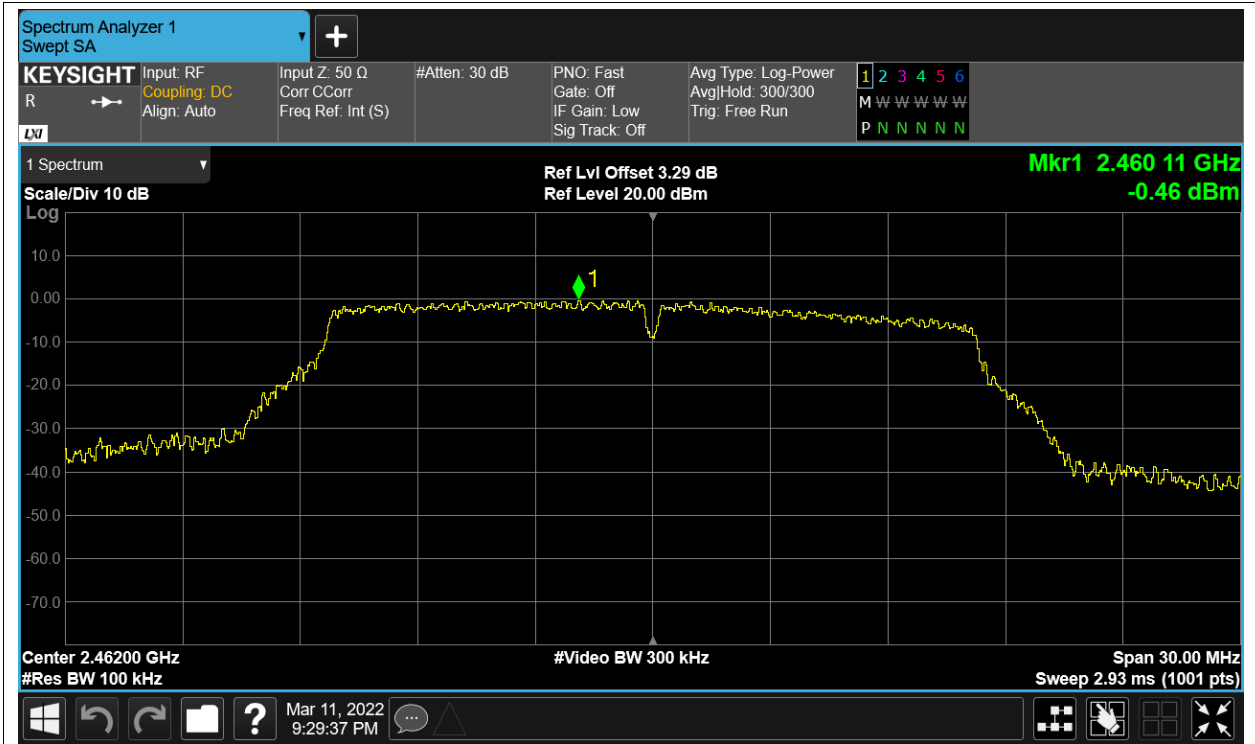 Spectrum Analyzer 1
Swept SA
KEYSIGHT
R
LXI
Input: RF
Coupling: DC
Align: Auto
Input Z: 50 Ω
Corr CCorr
Freq Ref: Int (S)
#Atten: 30 dB
PNO: Fast
Gate: Off
IF Gain: Low
Sig Track: Off
Avg Type: Log-Power
Avg|Hold: 300/300
Trig: Free Run
1 2 3 4 5 6
M W W W W W
P N N N N N
1 Spectrum
Scale/Div 10 dB
Log
Ref Lvl Offset 3.29 dB
Ref Level 20.00 dBm
Mkr1 2.460 11 GHz
-0.46 dBm
10.0
0.00
-10.0
-20.0
-30.0
-40.0
-50.0
-60.0
-70.0
1
Center 2.46200 GHz
#Res BW 100 kHz
#Video BW 300 kHz
Span 30.00 MHz
Sweep 2.93 ms (1001 pts)
?
Mar 11, 2022
9:29:37 PM